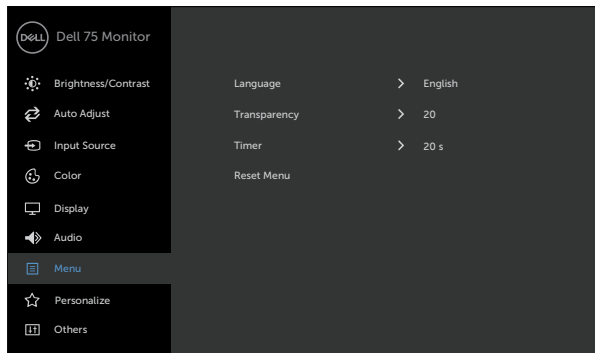 DELL Dell 75 Monitor
Brightness/Contrast
Auto Adjust
Input Source
Color
Display
Audio
Menu
Personalize
Others
Language > English
Transparency > 20
Timer > 20 s
Reset Menu